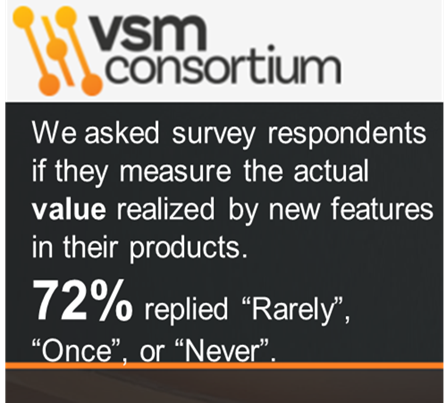 vsm
consortium
We asked survey respondents
if they measure the actual
value realized by new features
in their products.
72% replied “Rarely”,
“Once”, or “Never”.